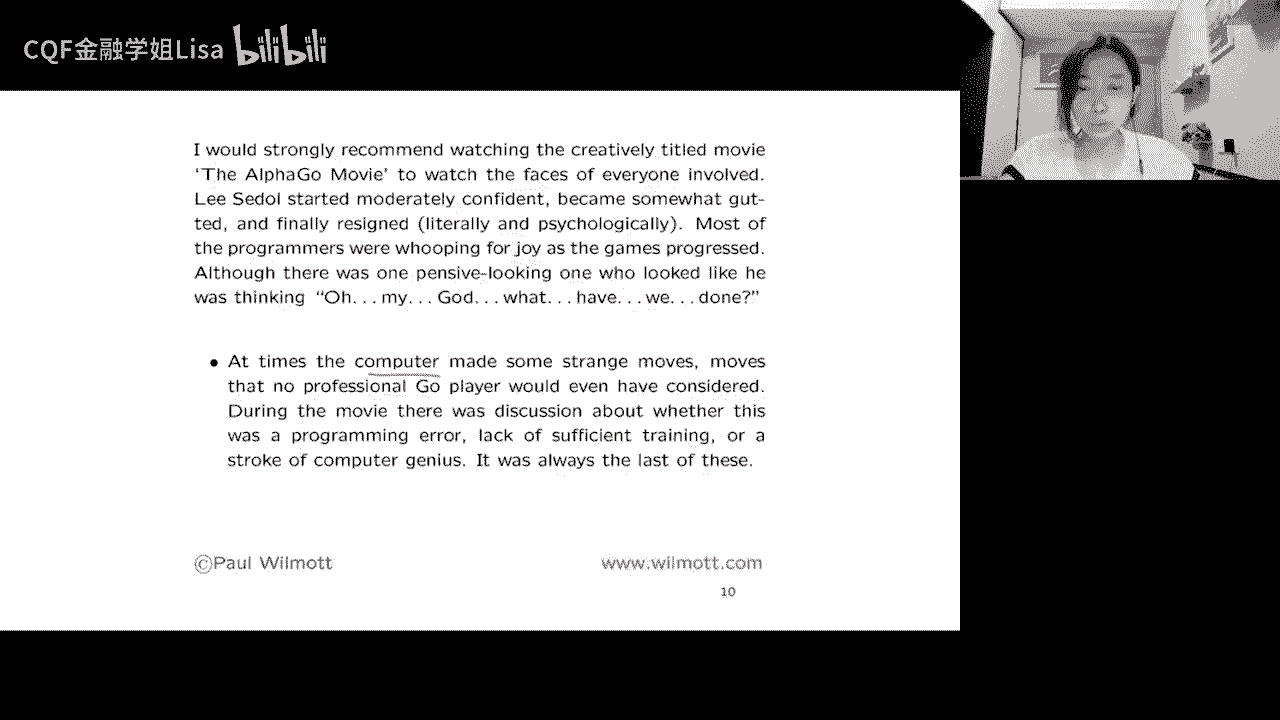 CQF金融学姐Lisa bilibili
I would strongly recommend watching the creatively titled movie
‘The AlphaGo Movie’ to watch the faces of everyone involved.
Lee Sedol started moderately confident, became somewhat gut-
ted, and finally resigned (literally and psychologically). Most of
the programmers were whooping for joy as the games progressed.
Although there was one pensive-looking one who looked like he
was thinking “Oh...my...God...what...have...we...done?”
• At times the computer made some strange moves, moves
that no professional Go player would even have considered.
During the movie there was discussion about whether this
was a programming error, lack of sufficient training, or a
stroke of computer genius. It was always the last of these.
©Paul Wilmott www.wilmott.com
10